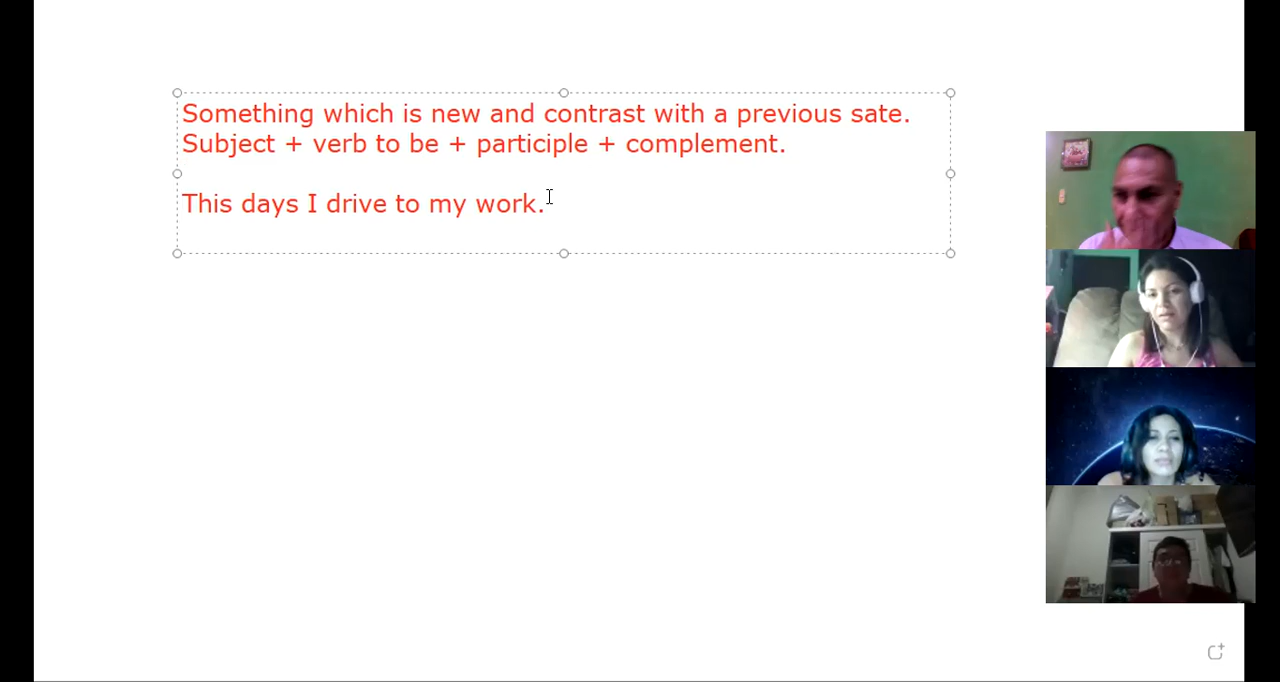 Something which is new and contrast with a previous sate.
Subject + verb to be + participle + complement.
This days I drive to my work.